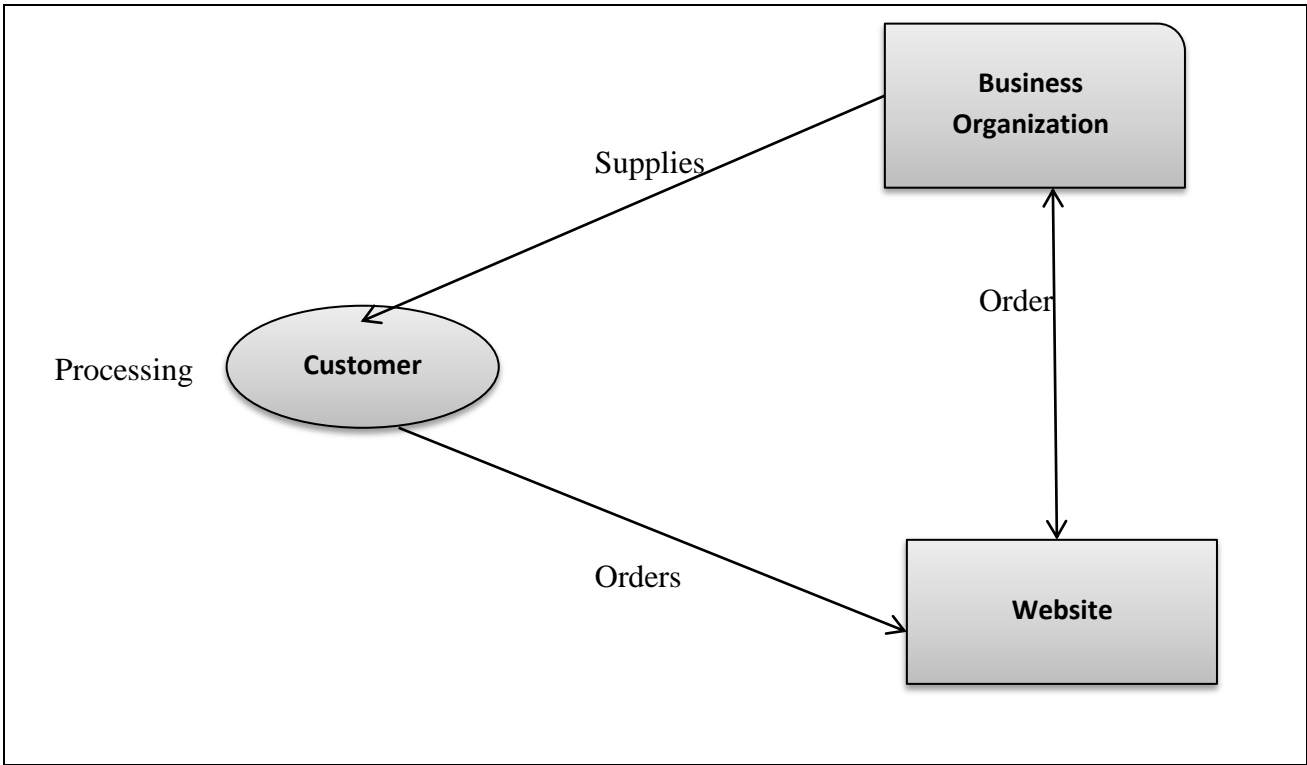 Business
Organization
Supplies
Order
Processing
Customer
Orders
Website